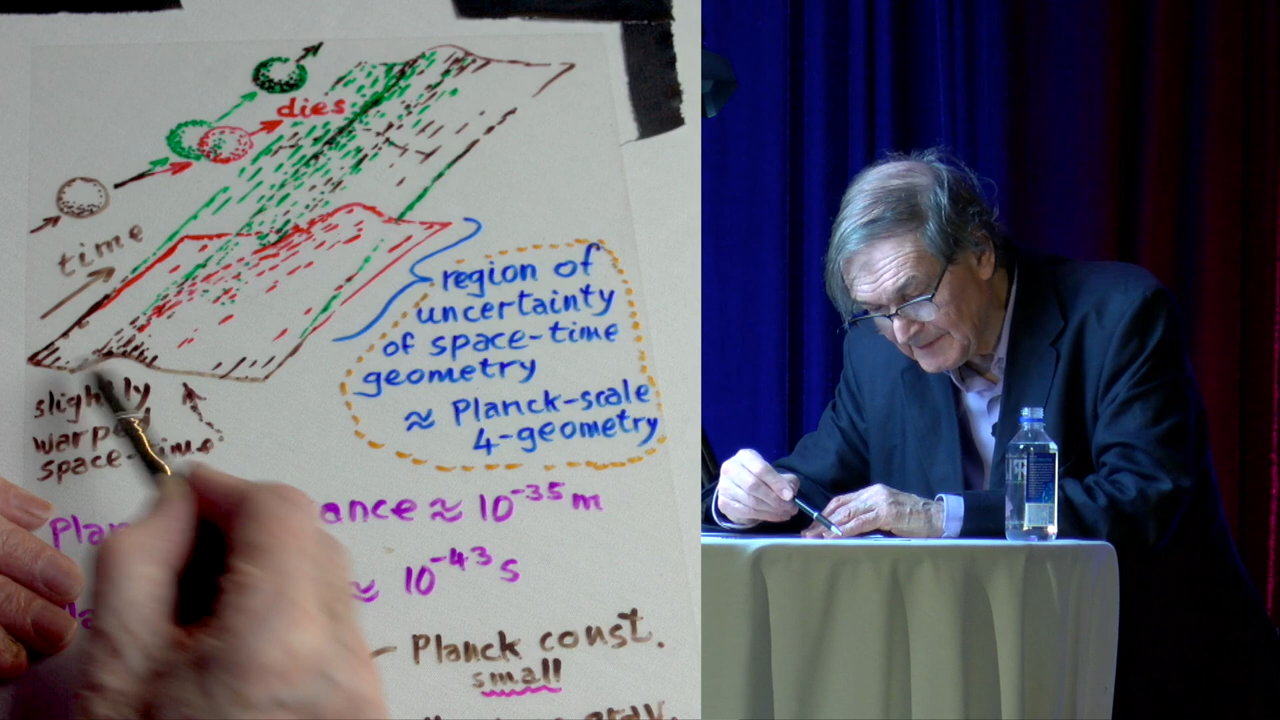 dies
time
region of
uncertainty
of space-time
geometry
≈ Planck-scale
4-geometry
slightly
warped
space-time
ance ≈ 10⁻³⁵ m
≈ 10⁻⁴³ s
Planck const.
small